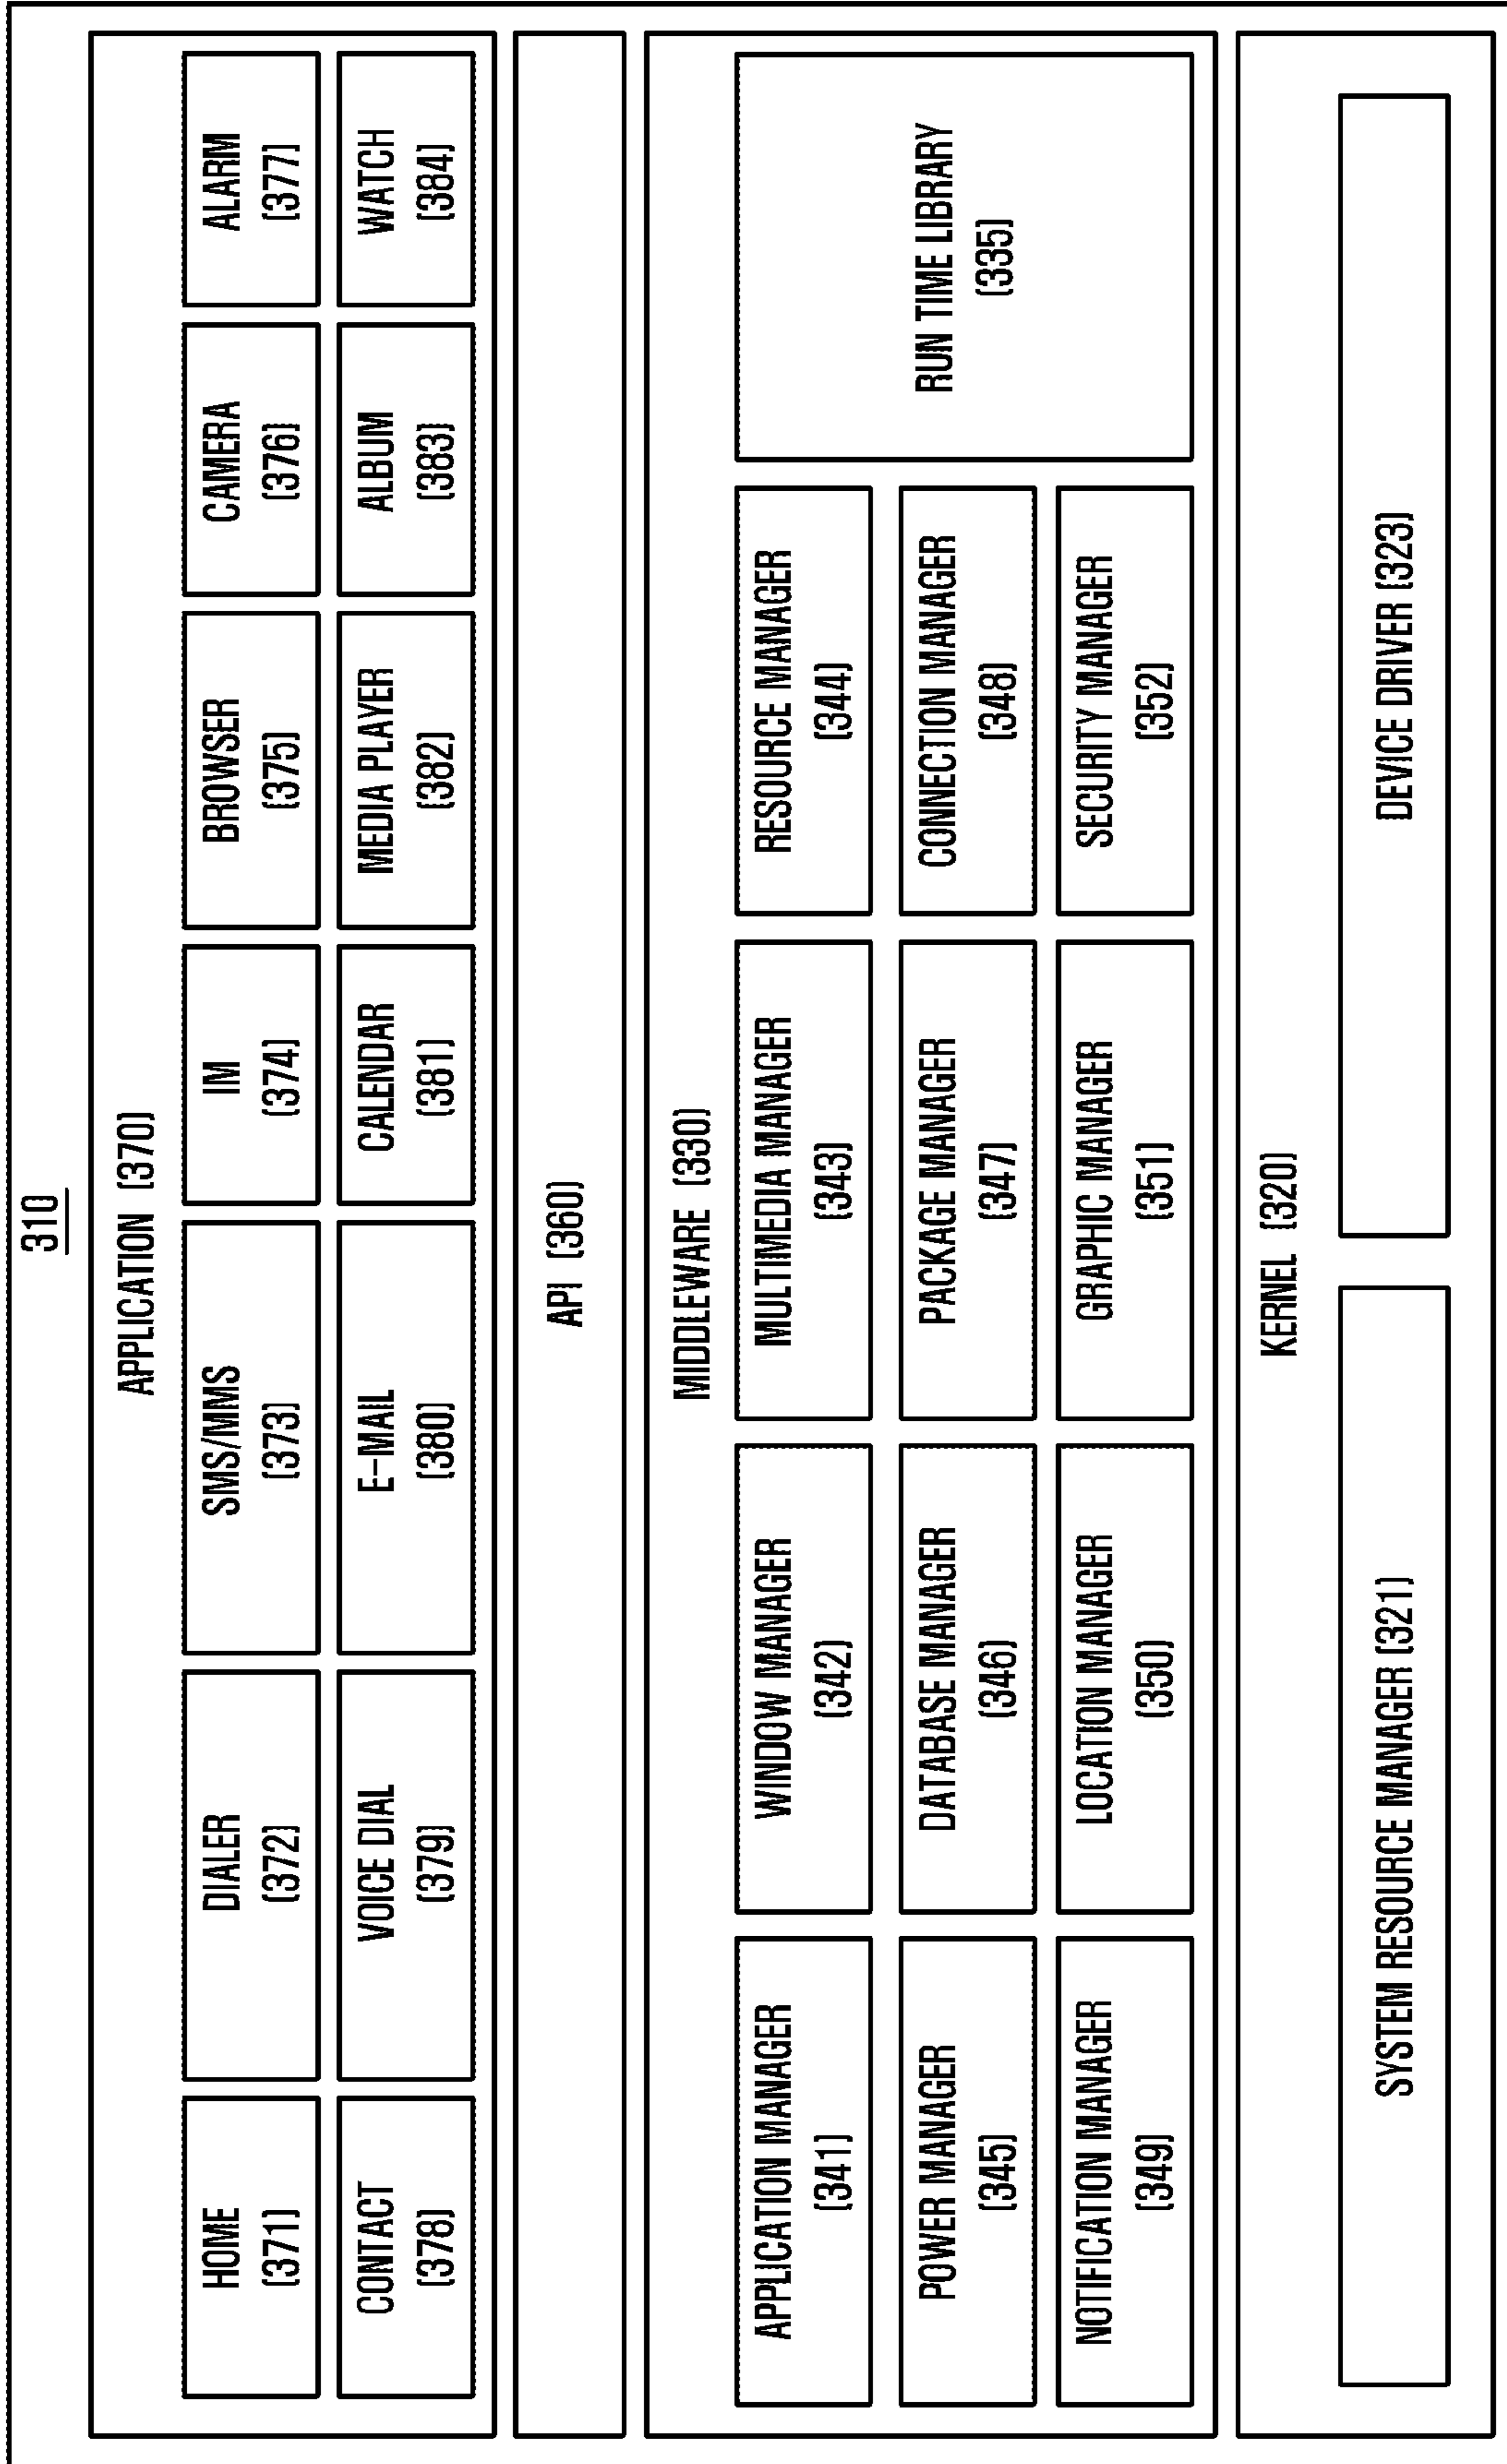 310
APPLICATION (370)
HOME
(371)
DIALER
(372)
SMS/MMS
(373)
IM
(374)
BROWSER
(375)
CAMERA
(376)
ALARM
(377)
CONTACT
(378)
VOICE DIAL
(379)
E-MAIL
(380)
CALENDAR
(381)
MEDIA PLAYER
(382)
ALBUM
(383)
WATCH
(384)
API (360)
MIDDLEWARE (330)
APPLICATION MANAGER
(341)
WINDOW MANAGER
(342)
MULTIMEDIA MANAGER
(343)
RESOURCE MANAGER
(344)
POWER MANAGER
(345)
DATABASE MANAGER
(346)
PACKAGE MANAGER
(347)
CONNECTION MANAGER
(348)
NOTIFICATION MANAGER
(349)
LOCATION MANAGER
(350)
GRAPHIC MANAGER
(351)
SECURITY MANAGER
(352)
RUN TIME LIBRARY
(335)
KERNEL (320)
SYSTEM RESOURCE MANAGER (321)
DEVICE DRIVER (323)